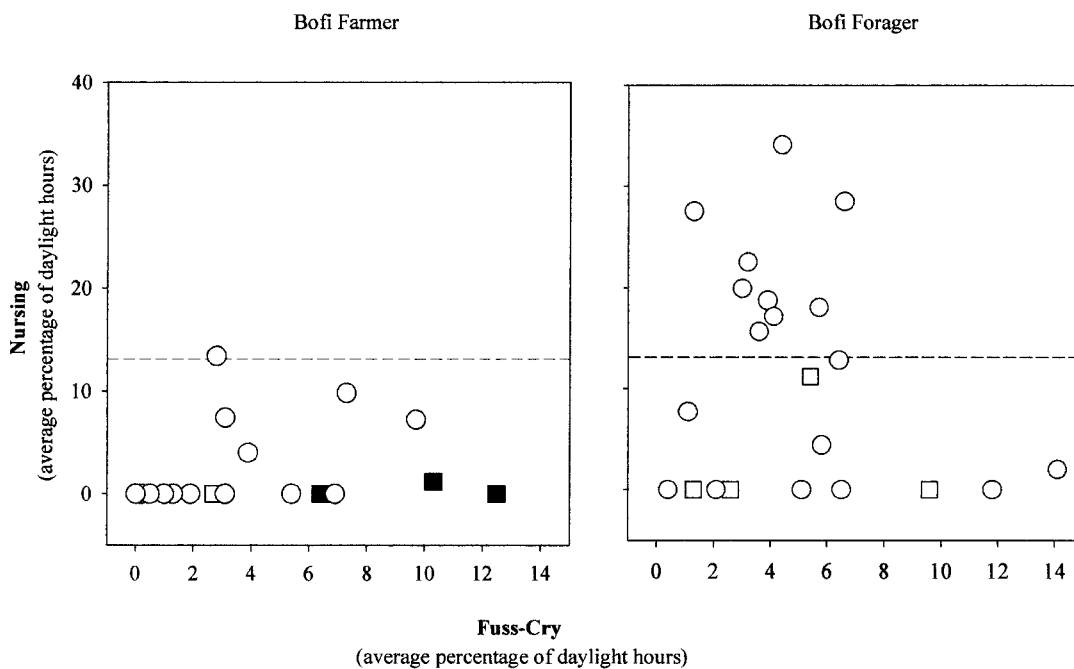 Bofi Farmer
Bofi Forager
40
30
20
10
0
Nursing
(average percentage of daylight hours)
0 2 4 6 8 10 12 14
0 2 4 6 8 10 12 14
Fuss-Cry
(average percentage of daylight hours)